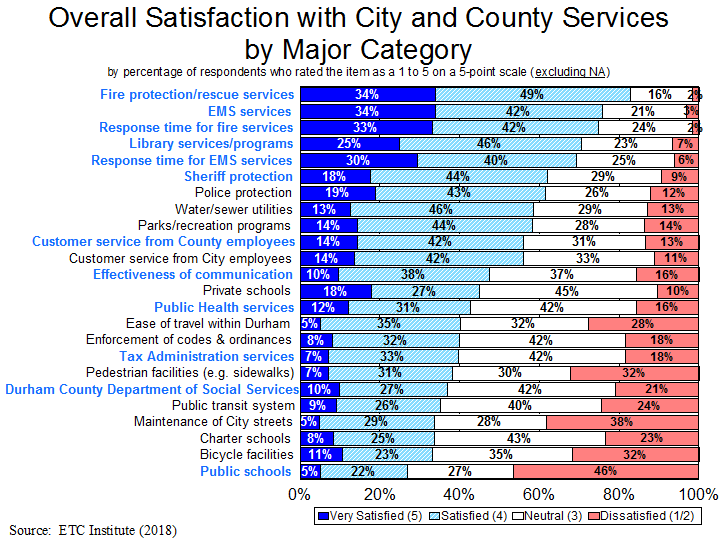 Overall Satisfaction with City and County Services
by Major Category
by percentage of respondents who rated the item as a 1 to 5 on a 5-point scale (excluding NA)
Fire protection/rescue services 34% 49% 16% 2%
EMS services 34% 42% 21% 3%
Response time for fire services 33% 42% 24% 2%
Library services/programs 25% 46% 23% 7%
Response time for EMS services 30% 40% 25% 6%
Sheriff protection 18% 44% 29% 9%
Police protection 19% 43% 26% 12%
Water/sewer utilities 13% 46% 29% 13%
Parks/recreation programs 14% 44% 28% 14%
Customer service from County employees 14% 42% 31% 13%
Customer service from City employees 14% 42% 33% 11%
Effectiveness of communication 10% 38% 37% 16%
Private schools 18% 27% 45% 10%
Public Health services 12% 31% 42% 16%
Ease of travel within Durham 5% 35% 32% 28%
Enforcement of codes & ordinances 8% 32% 42% 18%
Tax Administration services 7% 33% 42% 18%
Pedestrian facilities (e.g. sidewalks) 7% 31% 30% 32%
Durham County Department of Social Services 10% 27% 42% 21%
Public transit system 9% 26% 40% 24%
Maintenance of City streets 5% 29% 28% 38%
Charter schools 8% 25% 43% 23%
Bicycle facilities 11% 23% 35% 32%
Public schools 5% 22% 27% 46%
0% 20% 40% 60% 80% 100%
Very Satisfied (5) Satisfied (4) Neutral (3) Dissatisfied (1/2)
Source: ETC Institute (2018)